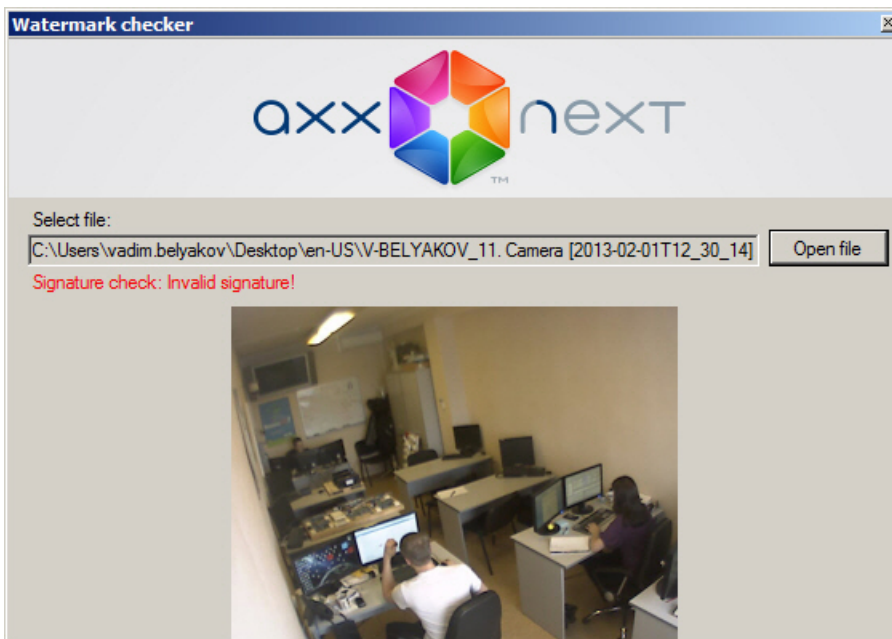 Watermark checker
axxnext
TM
Select file:
C:\Users\vadim.belyakov\Desktop\en-US\V-BELYAKOV_11. Camera [2013-02-01T12_30_14]
Open file
Signature check: Invalid signature!